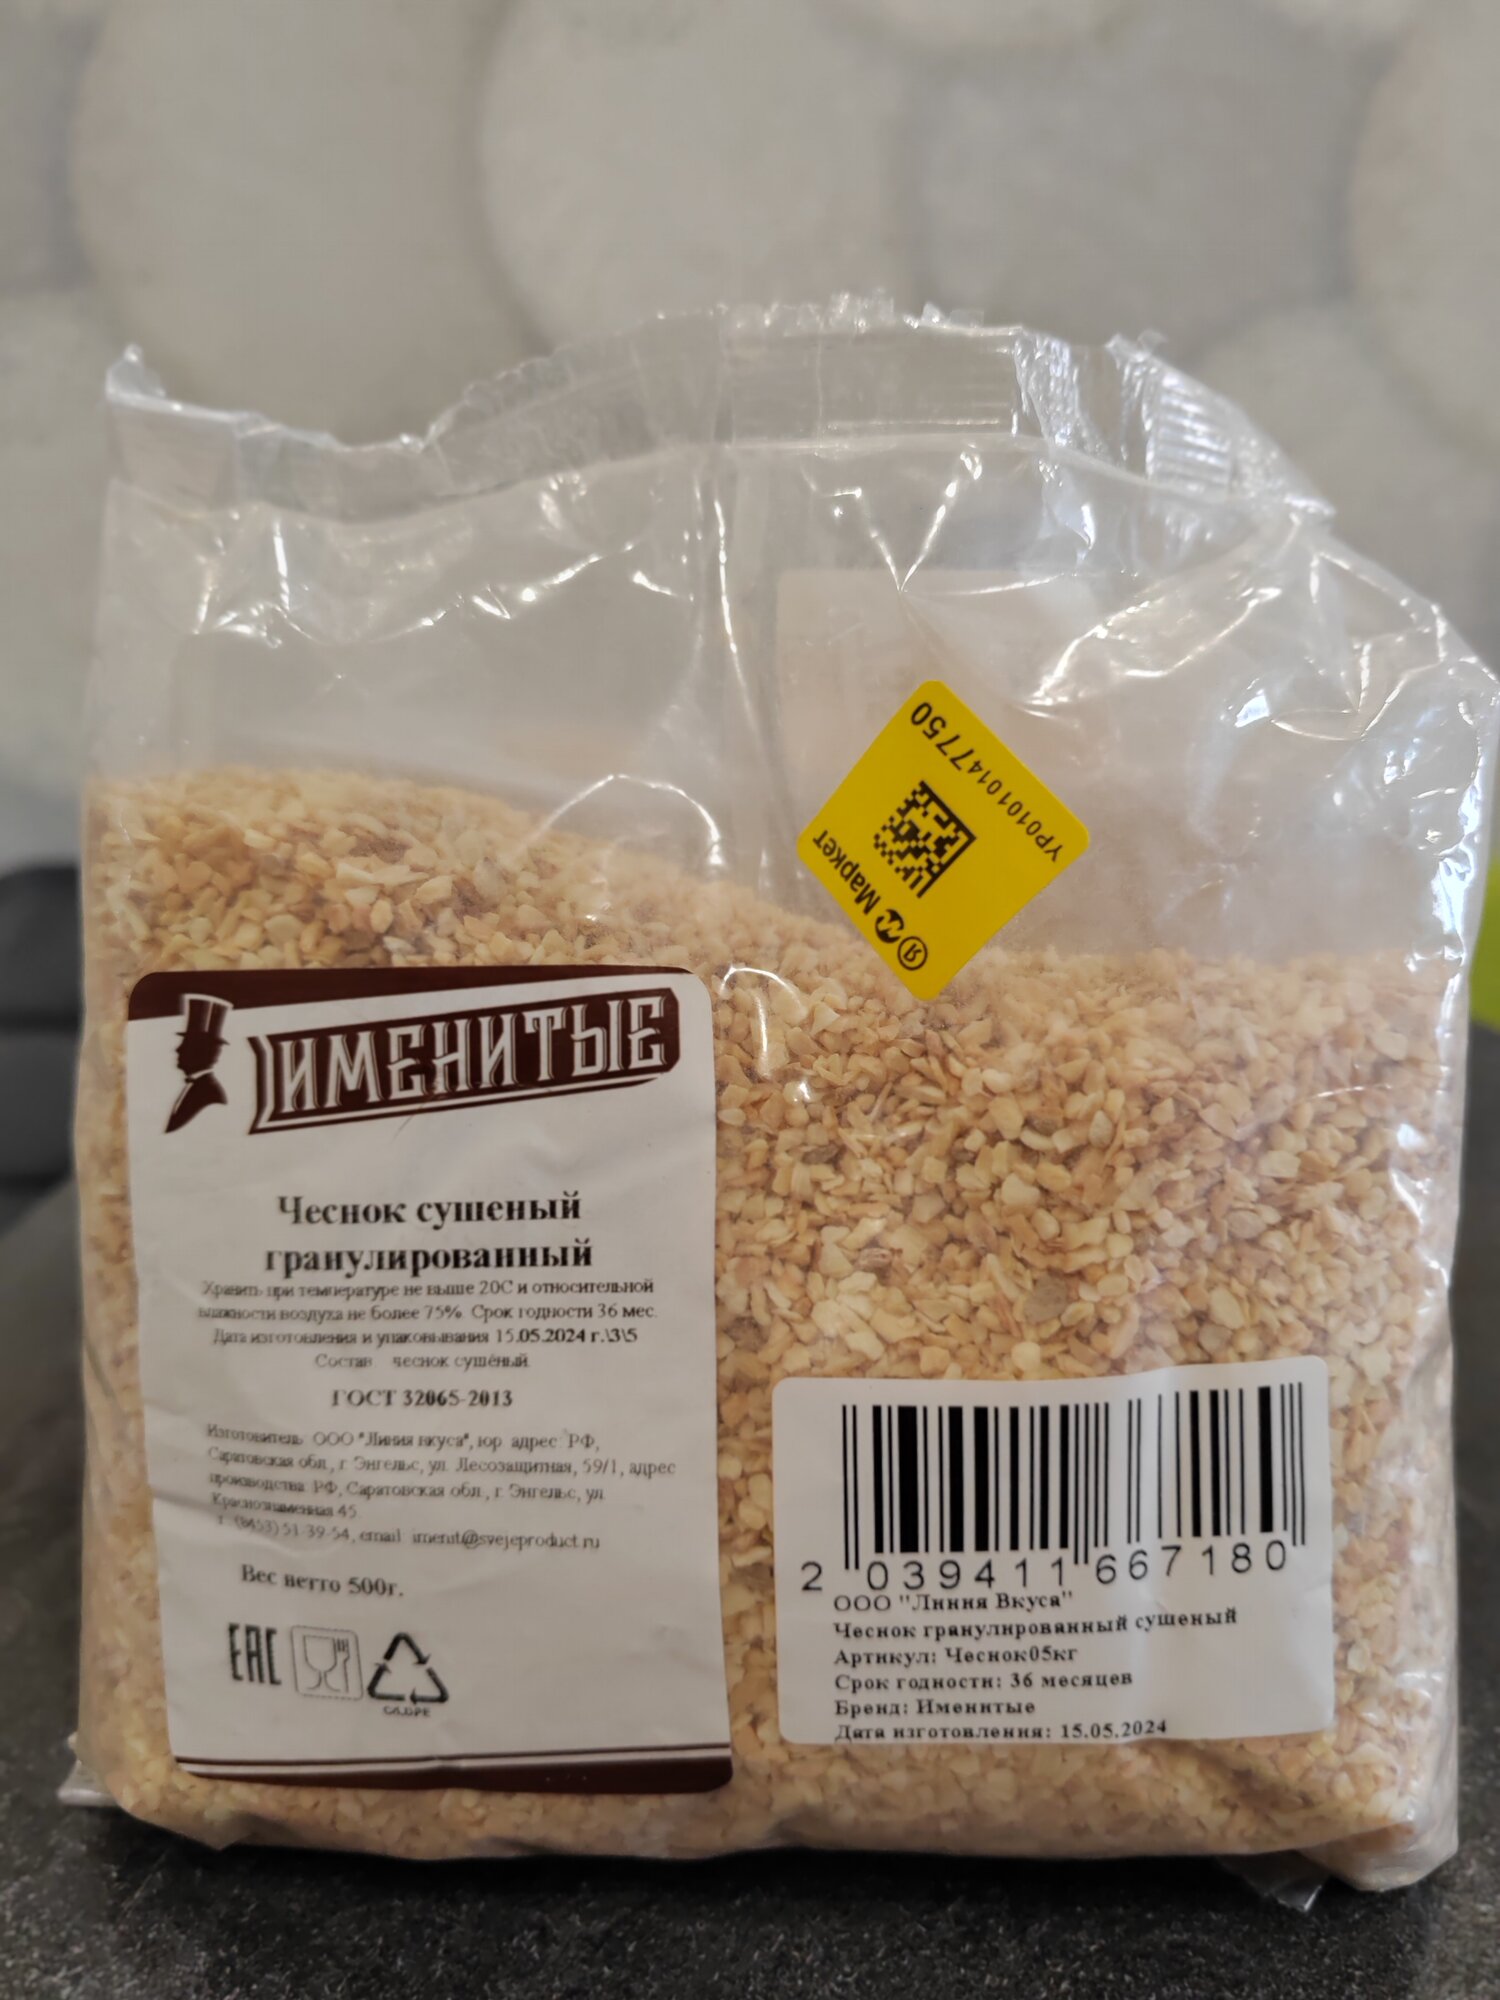 ИМЕНИТЫЕ
Чеснок сушеный
гранулированный
Хранить при температуре не выше 20С и относительной
влажности воздуха не более 75%. Срок годности 36 мес.
Дата изготовления и упаковывания 15.05.2024 г.\3\5
Состав чеснок сушёный.
ГОСТ 32065-2013
Изготовитель: ООО "Линия вкуса", юр. адрес: РФ,
Саратовская обл., г. Энгельс, ул. Лесозащитная, 59/1, адрес
производства: РФ, Саратовская обл., г. Энгельс, ул.
Краснознаменная 45.
т. (8453) 51-39-54, email: imenit@svejeproduct.ru
Вес нетто 500г.
EAC
C/LDPE
YP01010147750
Я Маркет
2 039411 667180
ООО "Линия Вкуса"
Чеснок гранулированный сушеный
Артикул: Чеснок05кг
Срок годности: 36 месяцев
Бренд: Именитые
Дата изготовления: 15.05.2024